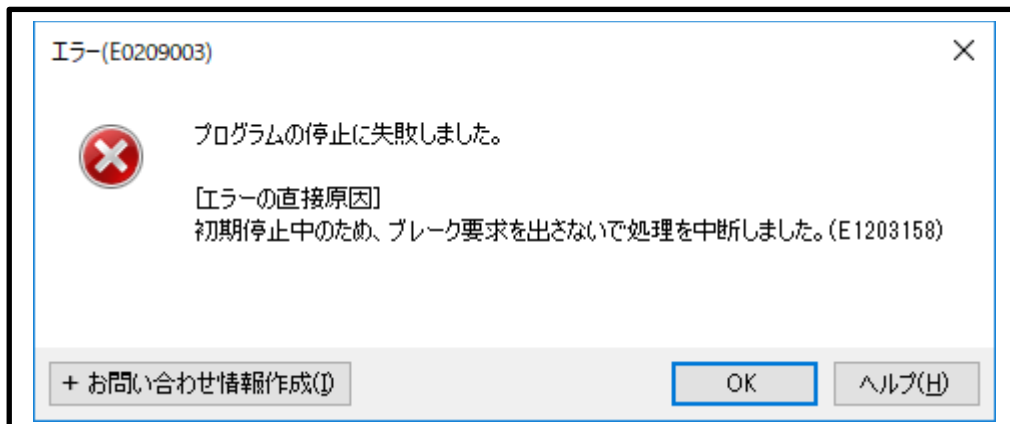 エラー(E0209003)
プログラムの停止に失敗しました。
[エラーの直接原因]
初期停止中のため、ブレーク要求を出さないで処理を中断しました。(E1203158)
+ お問い合わせ情報作成(I)
OK
ヘルプ(H)